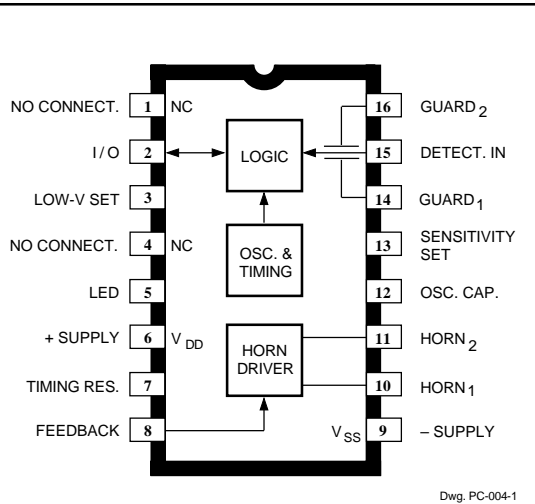 NO CONNECT. 1 NC 16 GUARD2
I / O 2 LOGIC 15 DETECT. IN
LOW-V SET 3 14 GUARD1
NO CONNECT. 4 NC 13 SENSITIVITY
SET
OSC. &
TIMING
LED 5 12 OSC. CAP.
+ SUPPLY 6 VDD 11 HORN2
HORN
DRIVER
TIMING RES. 7 10 HORN1
FEEDBACK 8 VSS 9 – SUPPLY
Dwg. PC-004-1